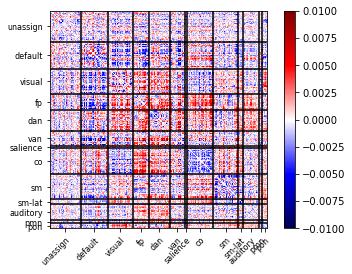 unassign
default
visual
fp
dan
van
salience
co
sm
sm-lat
auditory
pmn
pon
unassign
default
visual
fp
dan
van
salience
co
sm
sm-lat
auditory
0.0100
0.0075
0.0050
0.0025
0.0000
−0.0025
−0.0050
−0.0075
−0.0100